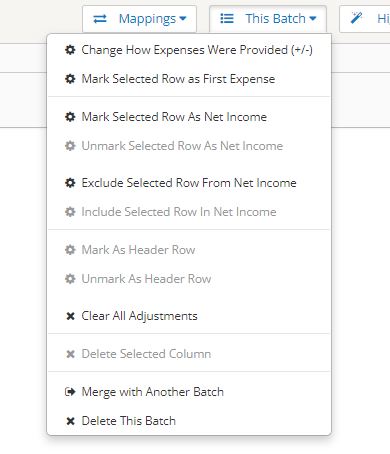 Mappings
This Batch
Hi
Change How Expenses Were Provided (+/-)
Mark Selected Row as First Expense
Mark Selected Row As Net Income
Unmark Selected Row As Net Income
Exclude Selected Row From Net Income
Include Selected Row In Net Income
Mark As Header Row
Unmark As Header Row
Clear All Adjustments
Delete Selected Column
Merge with Another Batch
Delete This Batch